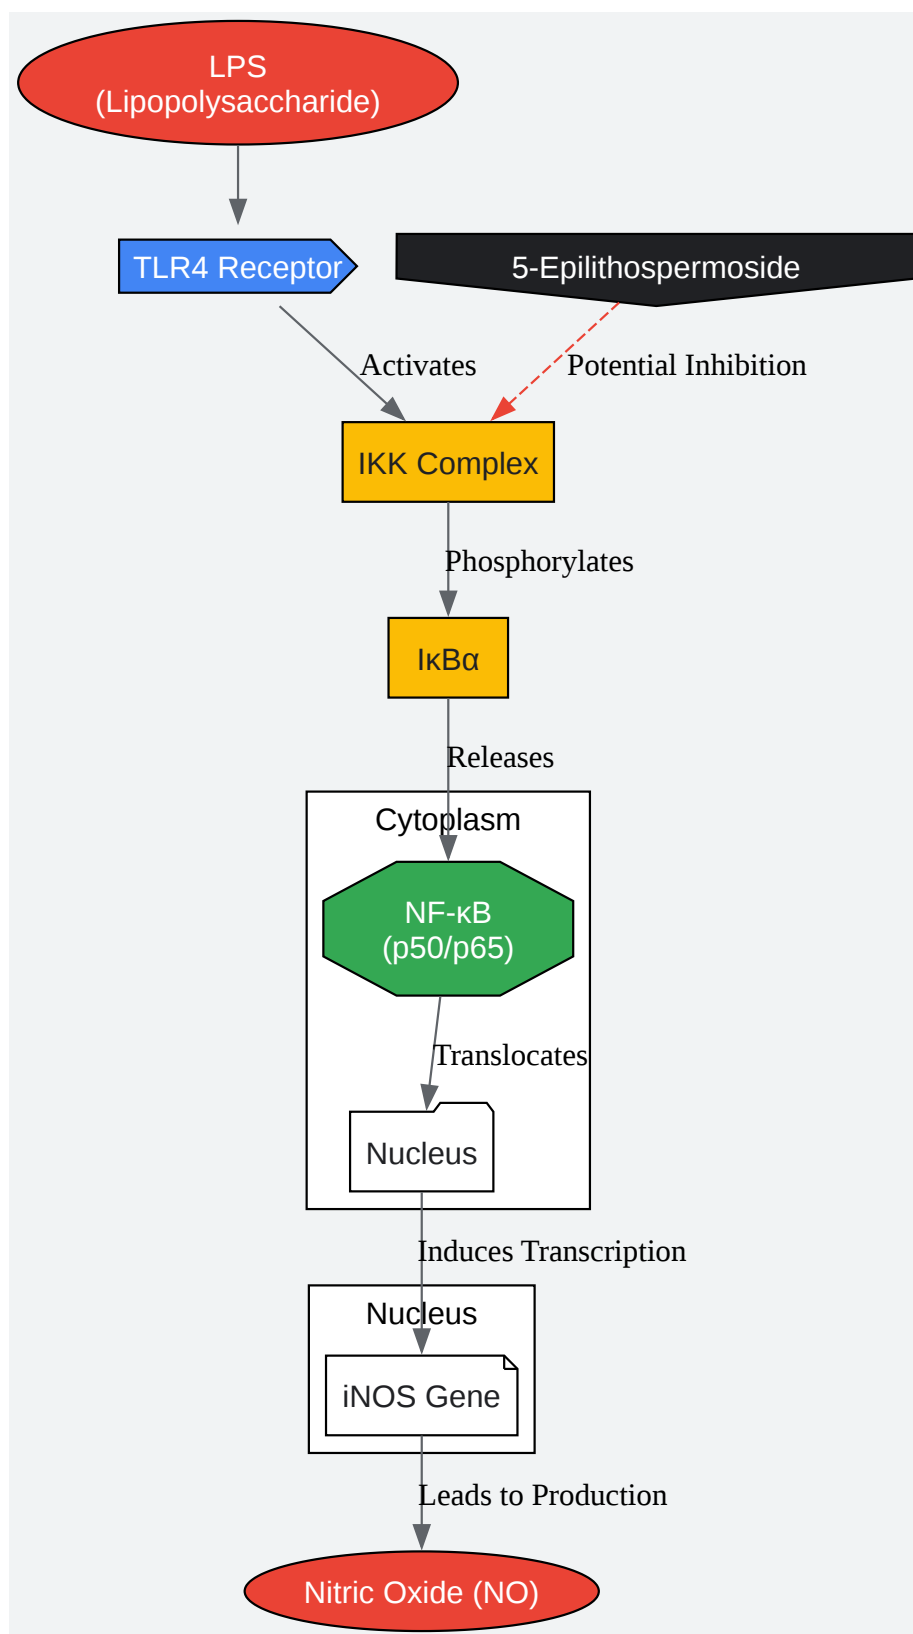 LPS
(Lipopolysaccharide)
TLR4 Receptor
5-Epilithospermoside
Activates
Potential Inhibition
IKK Complex
Phosphorylates
IκBα
Releases
Cytoplasm
NF-κB
(p50/p65)
Translocates
Nucleus
Induces Transcription
Nucleus
iNOS Gene
Leads to Production
Nitric Oxide (NO)